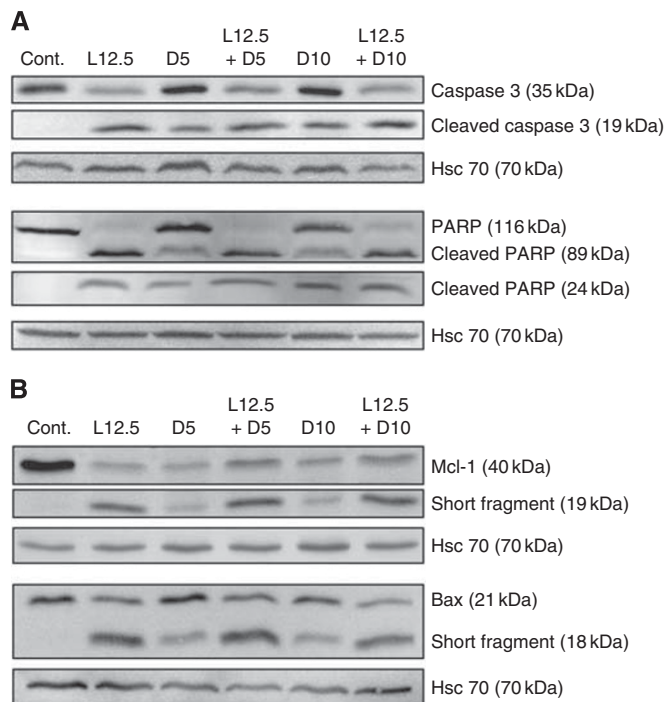 A
Cont. L12.5 D5 L12.5 + D5 D10 L12.5 + D10
Caspase 3 (35 kDa)
Cleaved caspase 3 (19 kDa)
Hsc 70 (70 kDa)
PARP (116 kDa)
Cleaved PARP (89 kDa)
Cleaved PARP (24 kDa)
Hsc 70 (70 kDa)
B
Cont. L12.5 D5 L12.5 + D5 D10 L12.5 + D10
Mcl-1 (40 kDa)
Short fragment (19 kDa)
Hsc 70 (70 kDa)
Bax (21 kDa)
Short fragment (18 kDa)
Hsc 70 (70 kDa)